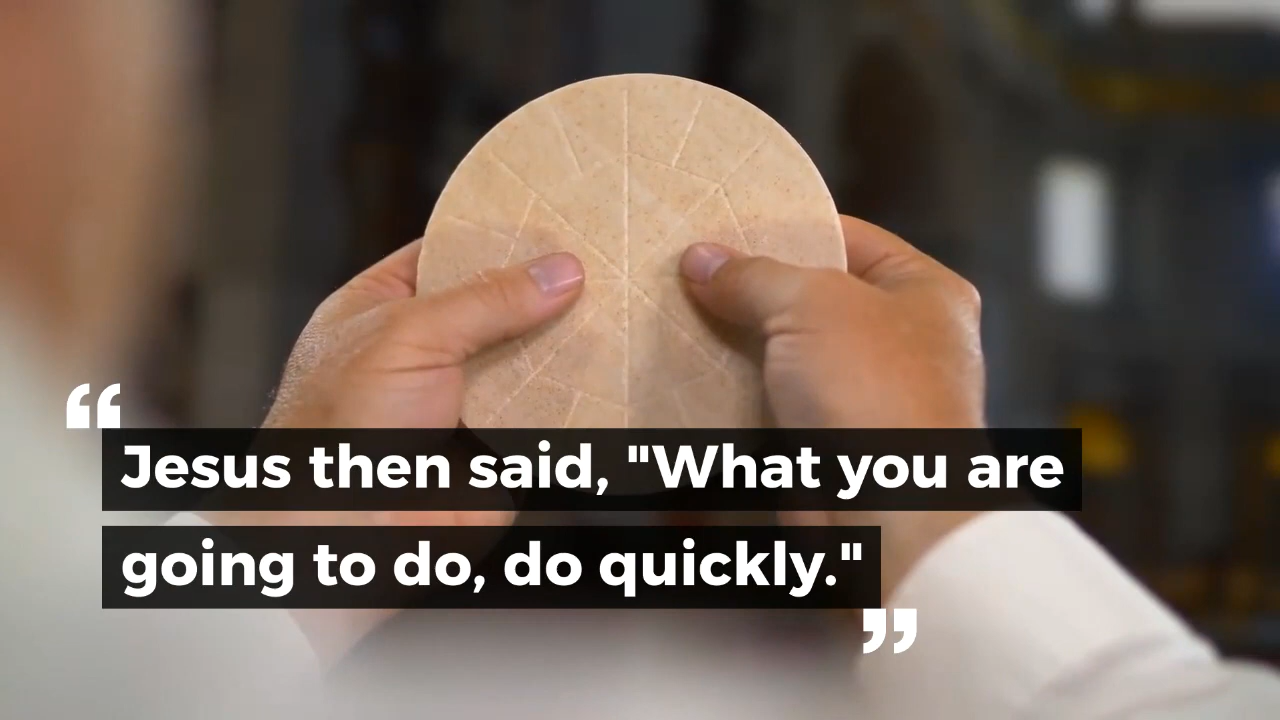 “
Jesus then said, "What you are
going to do, do quickly."
”